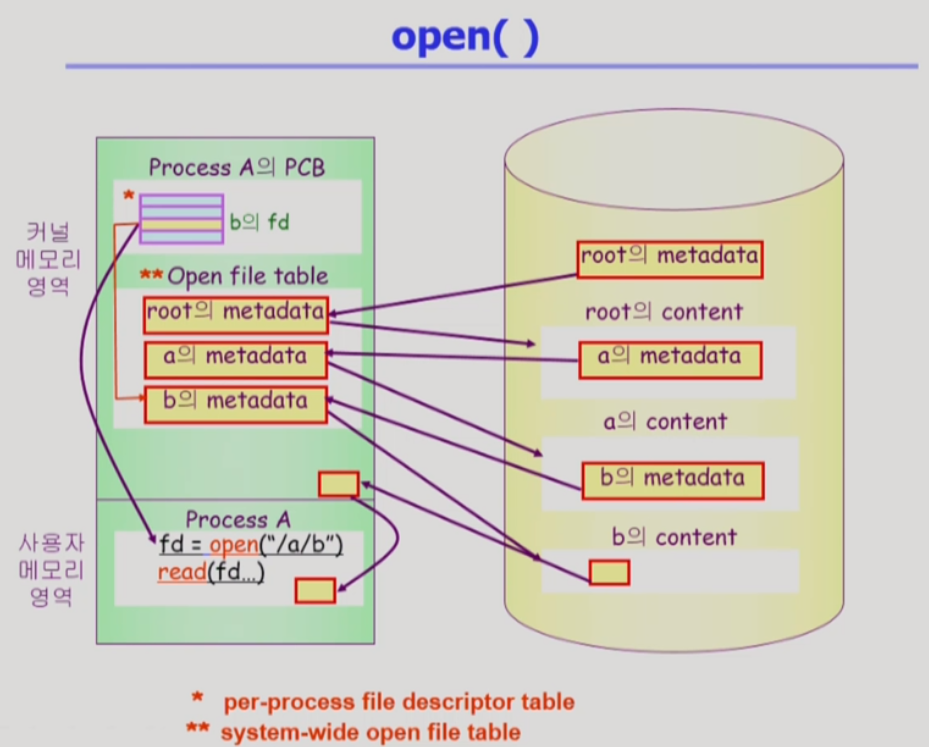 open( )
Process A의 PCB
*
b의 fd
커널
메모리
영역
** Open file table
root의 metadata
a의 metadata
b의 metadata
Process A
사용자
메모리
영역
fd = open("/a/b")
read(fd...)
root의 metadata
root의 content
a의 metadata
a의 content
b의 metadata
b의 content
* per-process file descriptor table
** system-wide open file table